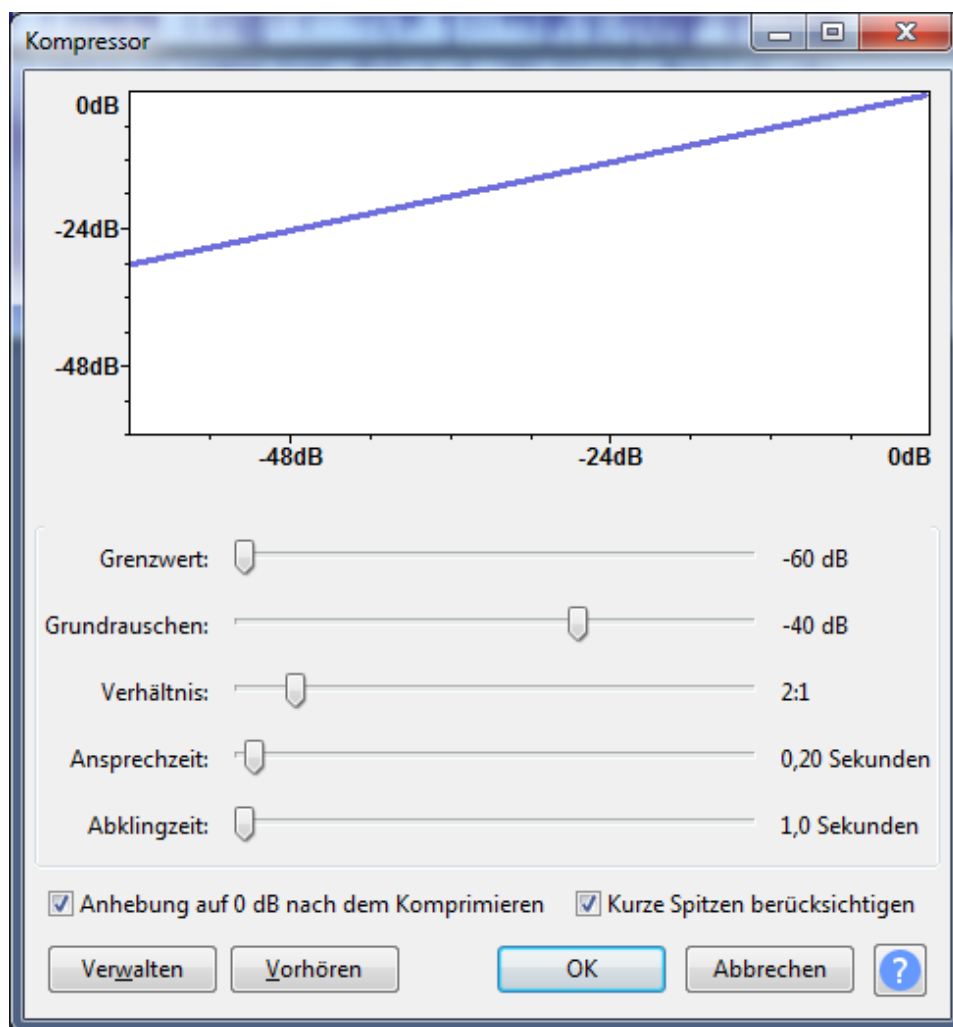 Kompressor
0dB
-24dB
-48dB
-48dB -24dB 0dB
Grenzwert: -60 dB
Grundrauschen: -40 dB
Verhältnis: 2:1
Ansprechzeit: 0,20 Sekunden
Abklingzeit: 1,0 Sekunden
Anhebung auf 0 dB nach dem Komprimieren Kurze Spitzen berücksichtigen
Verwalten Vorhören OK Abbrechen ?